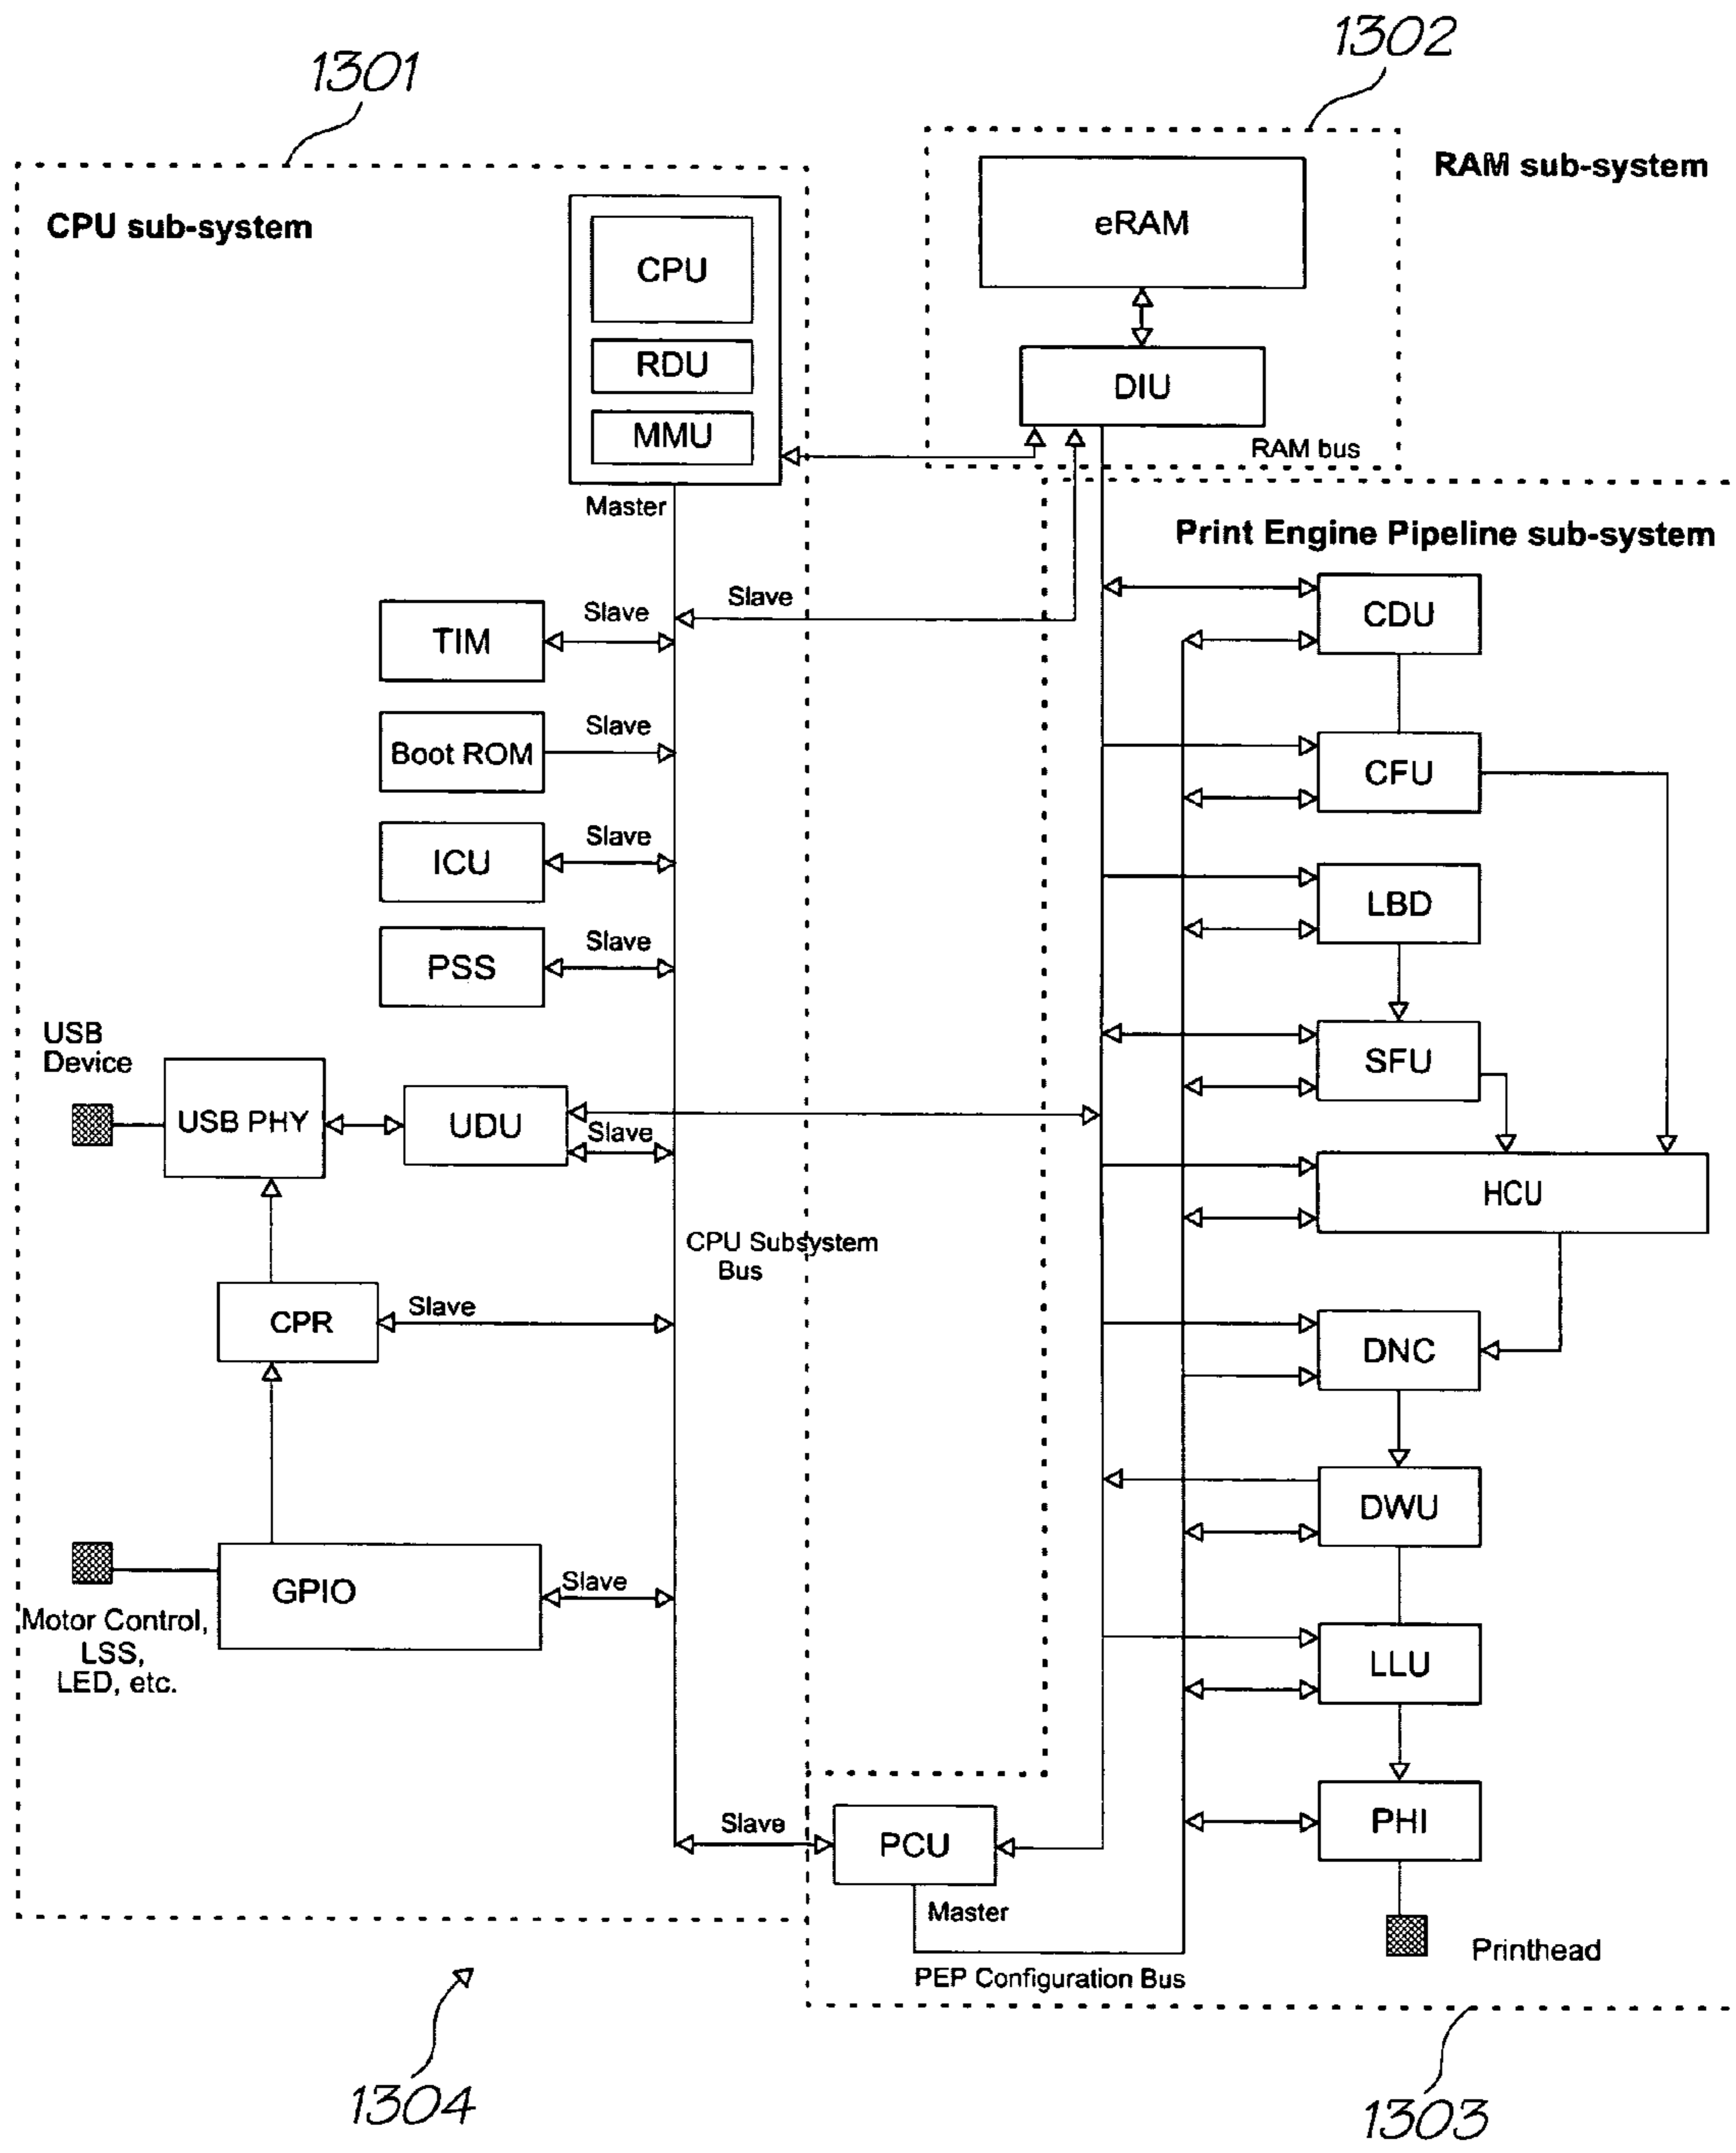 1301
1302
CPU sub-system
RAM sub-system
CPU
RDU
MMU
Master
eRAM
DIU
RAM bus
Print Engine Pipeline sub-system
Slave
TIM
Slave
Boot ROM
Slave
ICU
Slave
PSS
Slave
USB
Device
USB PHY
UDU
Slave
CPU Subsystem
Bus
CPR
Slave
GPIO
Slave
Motor Control,
LSS,
LED, etc.
CDU
CFU
LBD
SFU
HCU
DNC
DWU
LLU
PHI
Slave
PCU
Master
PEP Configuration Bus
Printhead
1304
1303